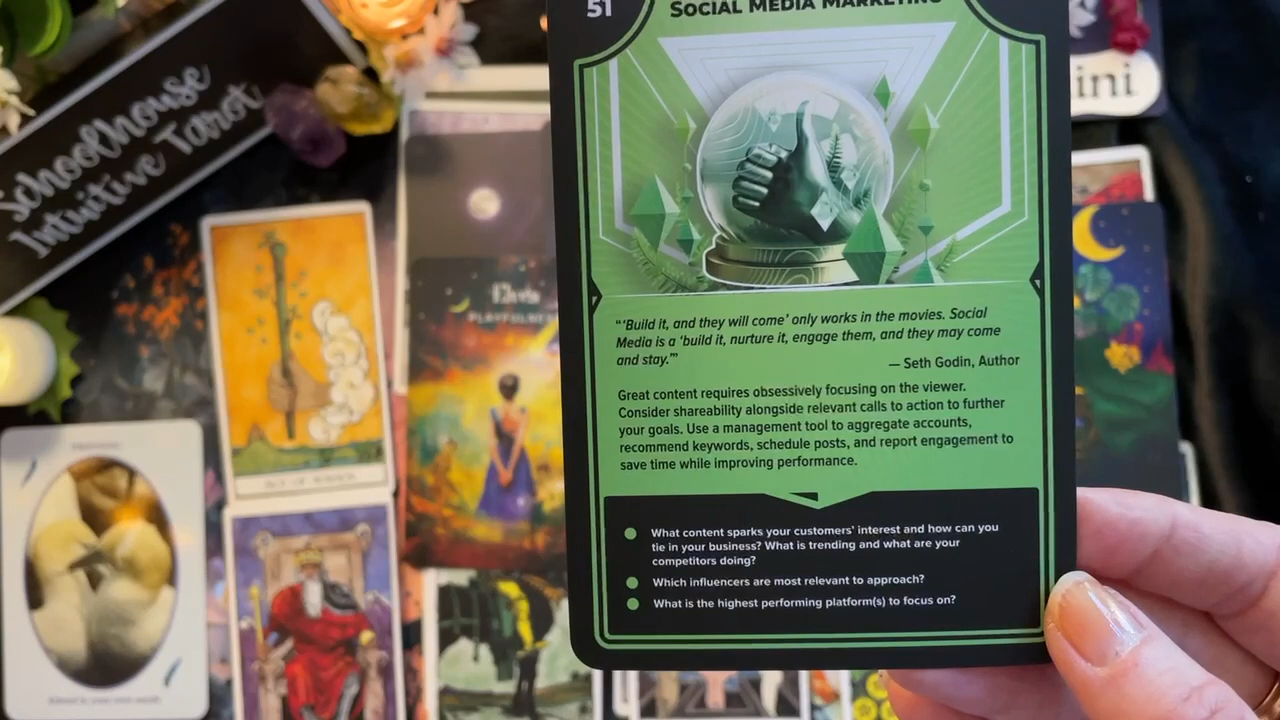 51
SOCIAL MEDIA MARKETING
Schoolhouse
Intuitive Tarot
ini
Elvis
PLAYFULNESS
"'Build it, and they will come' only works in the movies. Social
Media is a 'build it, nurture it, engage them, and they may come
and stay.'"
— Seth Godin, Author
Great content requires obsessively focusing on the viewer.
Consider shareability alongside relevant calls to action to further
your goals. Use a management tool to aggregate accounts,
recommend keywords, schedule posts, and report engagement to
save time while improving performance.
ACE OF WANDS
What content sparks your customers' interest and how can you
tie in your business? What is trending and what are your
competitors doing?
Which influencers are most relevant to approach?
What is the highest performing platform(s) to focus on?